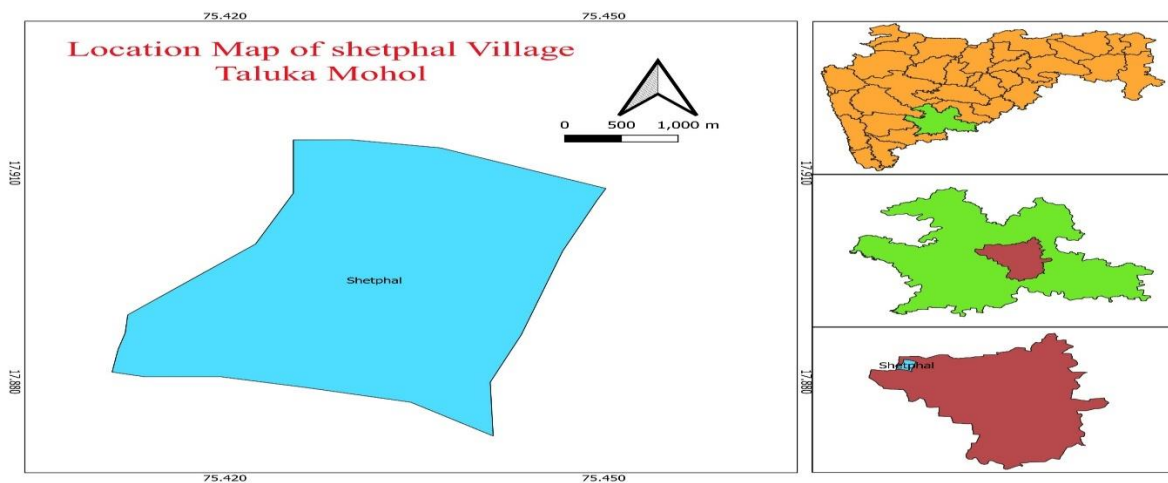 75.420 75.450
Location Map of shetphal Village
Taluka Mohol
0 500 1,000 m
17.910 17.910
Shetphal
Shetphal
17.880 17.880
75.420 75.450